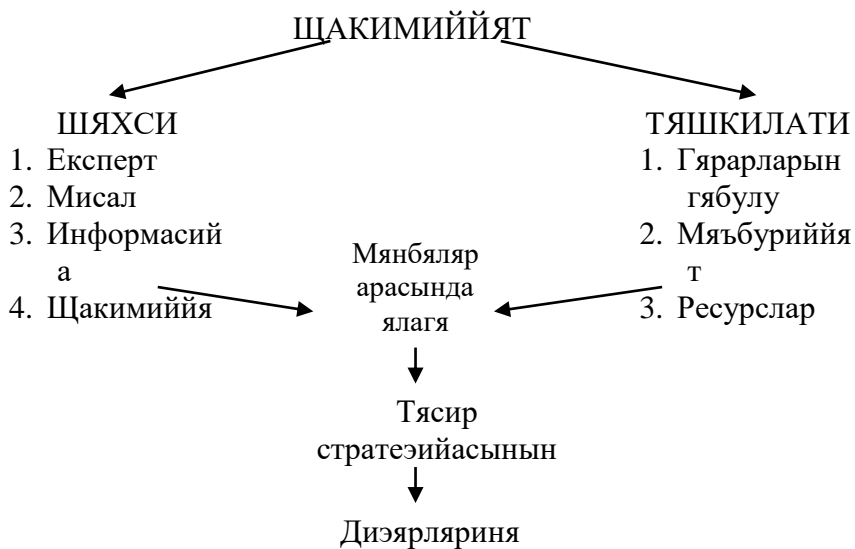 ЩАКИМИЙЙЯТ
ШЯХСИ
1. Експерт
2. Мисал
3. Информасий
а
4. Щакимиййя
ТЯШКИЛАТИ
1. Гярарларын
гябулу
2. Мяъбуриййя
т
3. Ресурслар
Мянбяляр
арасында
ялагя
Тясир
стратеэийасынын
Диэярляриня